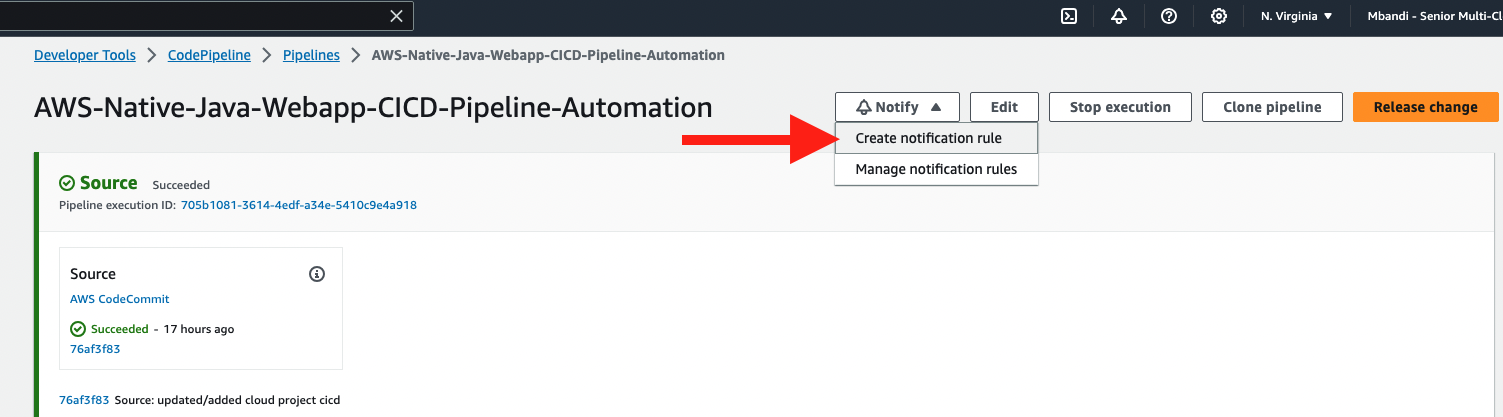 N. Virginia ▼ Mbandi - Senior Multi-Cl
Developer Tools > CodePipeline > Pipelines > AWS-Native-Java-Webapp-CICD-Pipeline-Automation
AWS-Native-Java-Webapp-CICD-Pipeline-Automation
Notify ▲ Edit Stop execution Clone pipeline Release change
Create notification rule
Manage notification rules
Source Succeeded
Pipeline execution ID: 705b1081-3614-4edf-a34e-5410c9e4a918
Source
AWS CodeCommit
Succeeded - 17 hours ago
76af3f83
76af3f83 Source: updated/added cloud project cicd